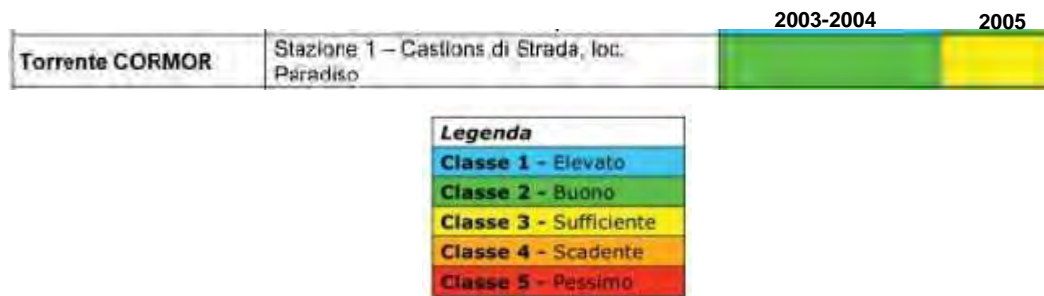 2003-2004 2005
Torrente CORMOR Stazione 1 – Castions di Strada, loc.
Paradiso
Legenda
Classe 1 - Elevato
Classe 2 - Buono
Classe 3 - Sufficiente
Classe 4 - Scadente
Classe 5 - Pessimo